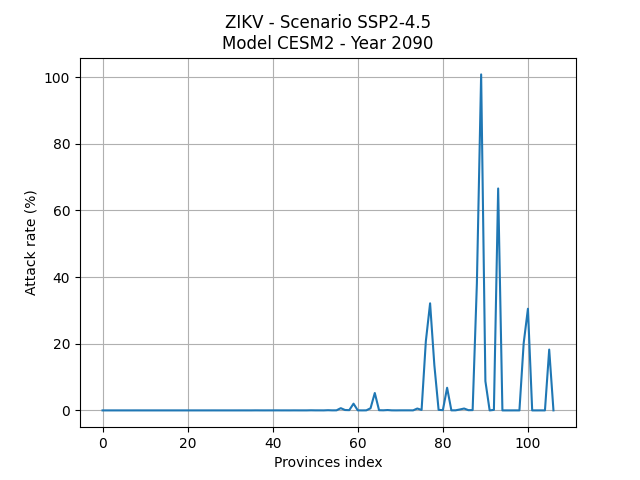 ZIKV - Scenario SSP2-4.5
Model CESM2 - Year 2090
Attack rate (%)
100
80
60
40
20
0
0 20 40 60 80 100
Provinces index